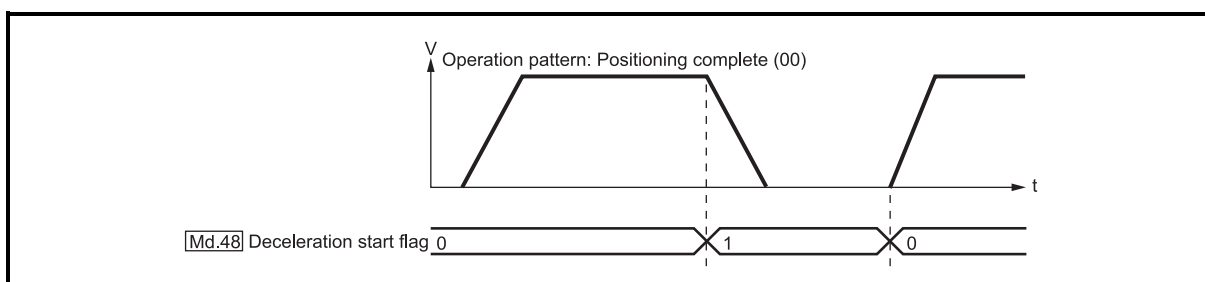 V
Operation pattern: Positioning complete (00)
t
Md.48 Deceleration start flag 0 1 0